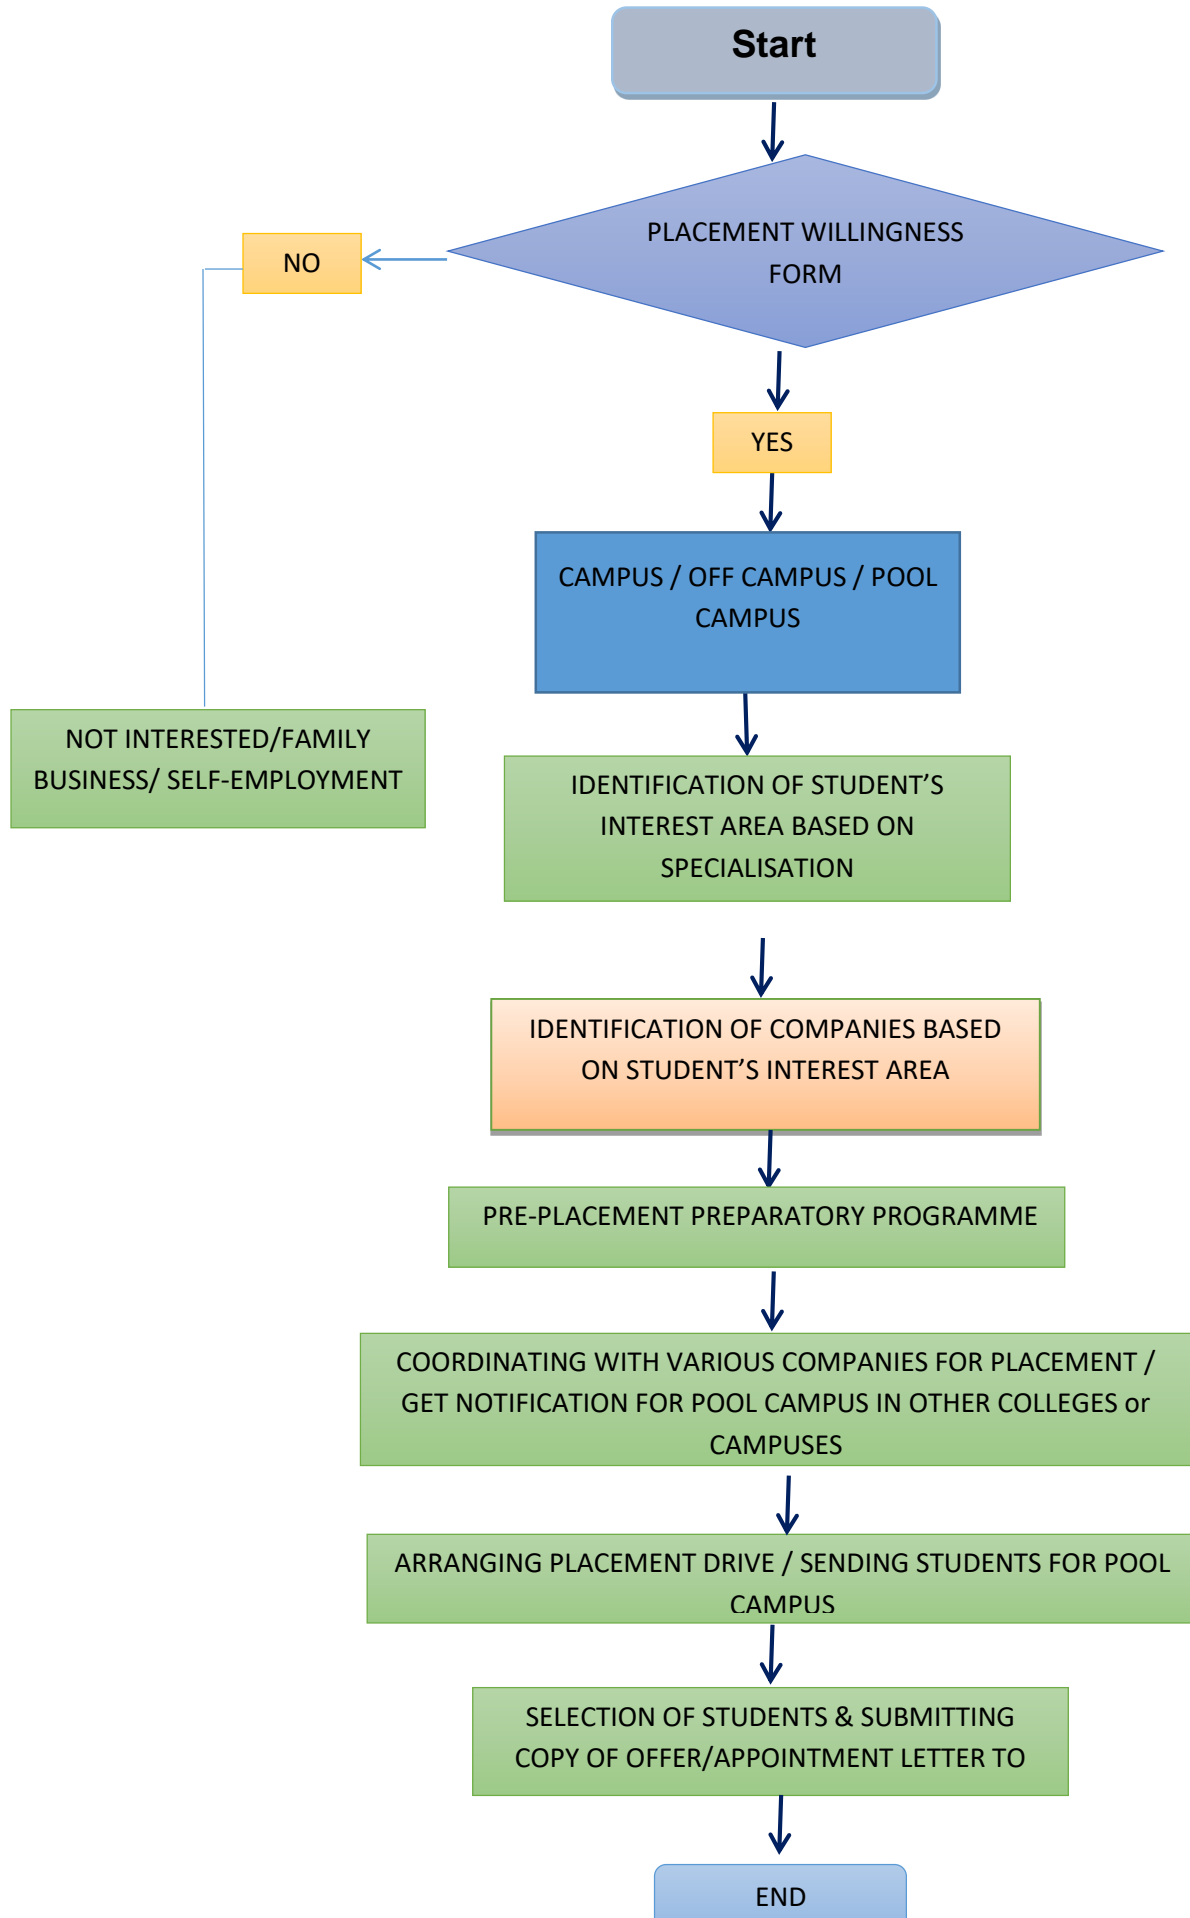 Start
PLACEMENT WILLINGNESS
FORM
NO
YES
CAMPUS / OFF CAMPUS / POOL
CAMPUS
NOT INTERESTED/FAMILY
BUSINESS/ SELF-EMPLOYMENT
IDENTIFICATION OF STUDENT’S
INTEREST AREA BASED ON
SPECIALISATION
IDENTIFICATION OF COMPANIES BASED
ON STUDENT’S INTEREST AREA
PRE-PLACEMENT PREPARATORY PROGRAMME
COORDINATING WITH VARIOUS COMPANIES FOR PLACEMENT /
GET NOTIFICATION FOR POOL CAMPUS IN OTHER COLLEGES or
CAMPUSES
ARRANGING PLACEMENT DRIVE / SENDING STUDENTS FOR POOL
CAMPUS
SELECTION OF STUDENTS & SUBMITTING
COPY OF OFFER/APPOINTMENT LETTER TO
END